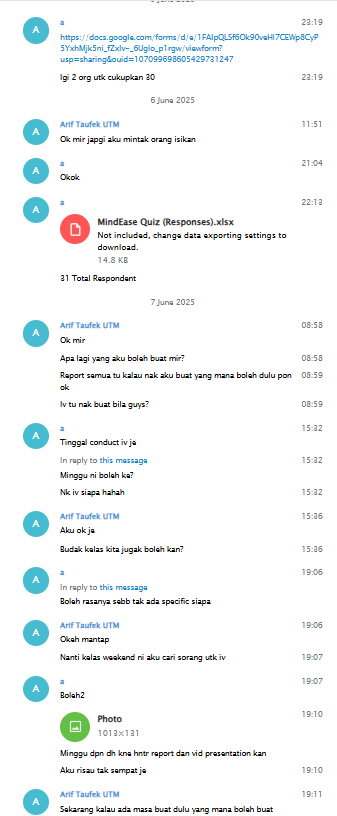 a 23:19
A
https://docs.google.com/forms/d/e/1FAIpQLSf6Ok90veHI7CEWp8CyP
5YxhMjk5ni_fZxIv-_6Uglo_p1rgw/viewform?
usp=sharing&ouid=107099698605429731247
lgi 2 org utk cukupkan 30 23:19
6 June 2025
Arif Taufek UTM 11:51
A
Ok mir japgi aku mintak orang isikan
a 21:04
A
Okok
a 22:13
A
MindEase Quiz (Responses).xlsx
Not included, change data exporting settings to
download.
14.8 KB
31 Total Respondent
7 June 2025
Arif Taufek UTM 08:58
A
Ok mir
Apa lagi yang aku boleh buat mir? 08:58
Report semua tu kalau nak aku buat yang mana boleh dulu pon 08:59
ok
Iv tu nak buat bila guys? 08:59
a 15:32
A
Tinggal conduct iv je
In reply to this message 15:32
Minggu ni boleh ke?
Nk iv siapa hahah 15:32
Arif Taufek UTM 15:36
A
Aku ok je
Budak kelas kita jugak boleh kan? 15:36
a 19:06
A
In reply to this message
Boleh rasanya sebb tak ada specific siapa
Arif Taufek UTM 19:06
A
Okeh mantap
Nanti kelas weekend ni aku cari sorang utk iv 19:07
a 19:07
A
Boleh2
Photo 19:10
1013×131
Minggu dpn dh kne hntr report dan vid presentation kan
Aku risau tak sempat je 19:10
Arif Taufek UTM 19:11
A
Sekarang kalau ada masa buat dulu yang mana boleh buat